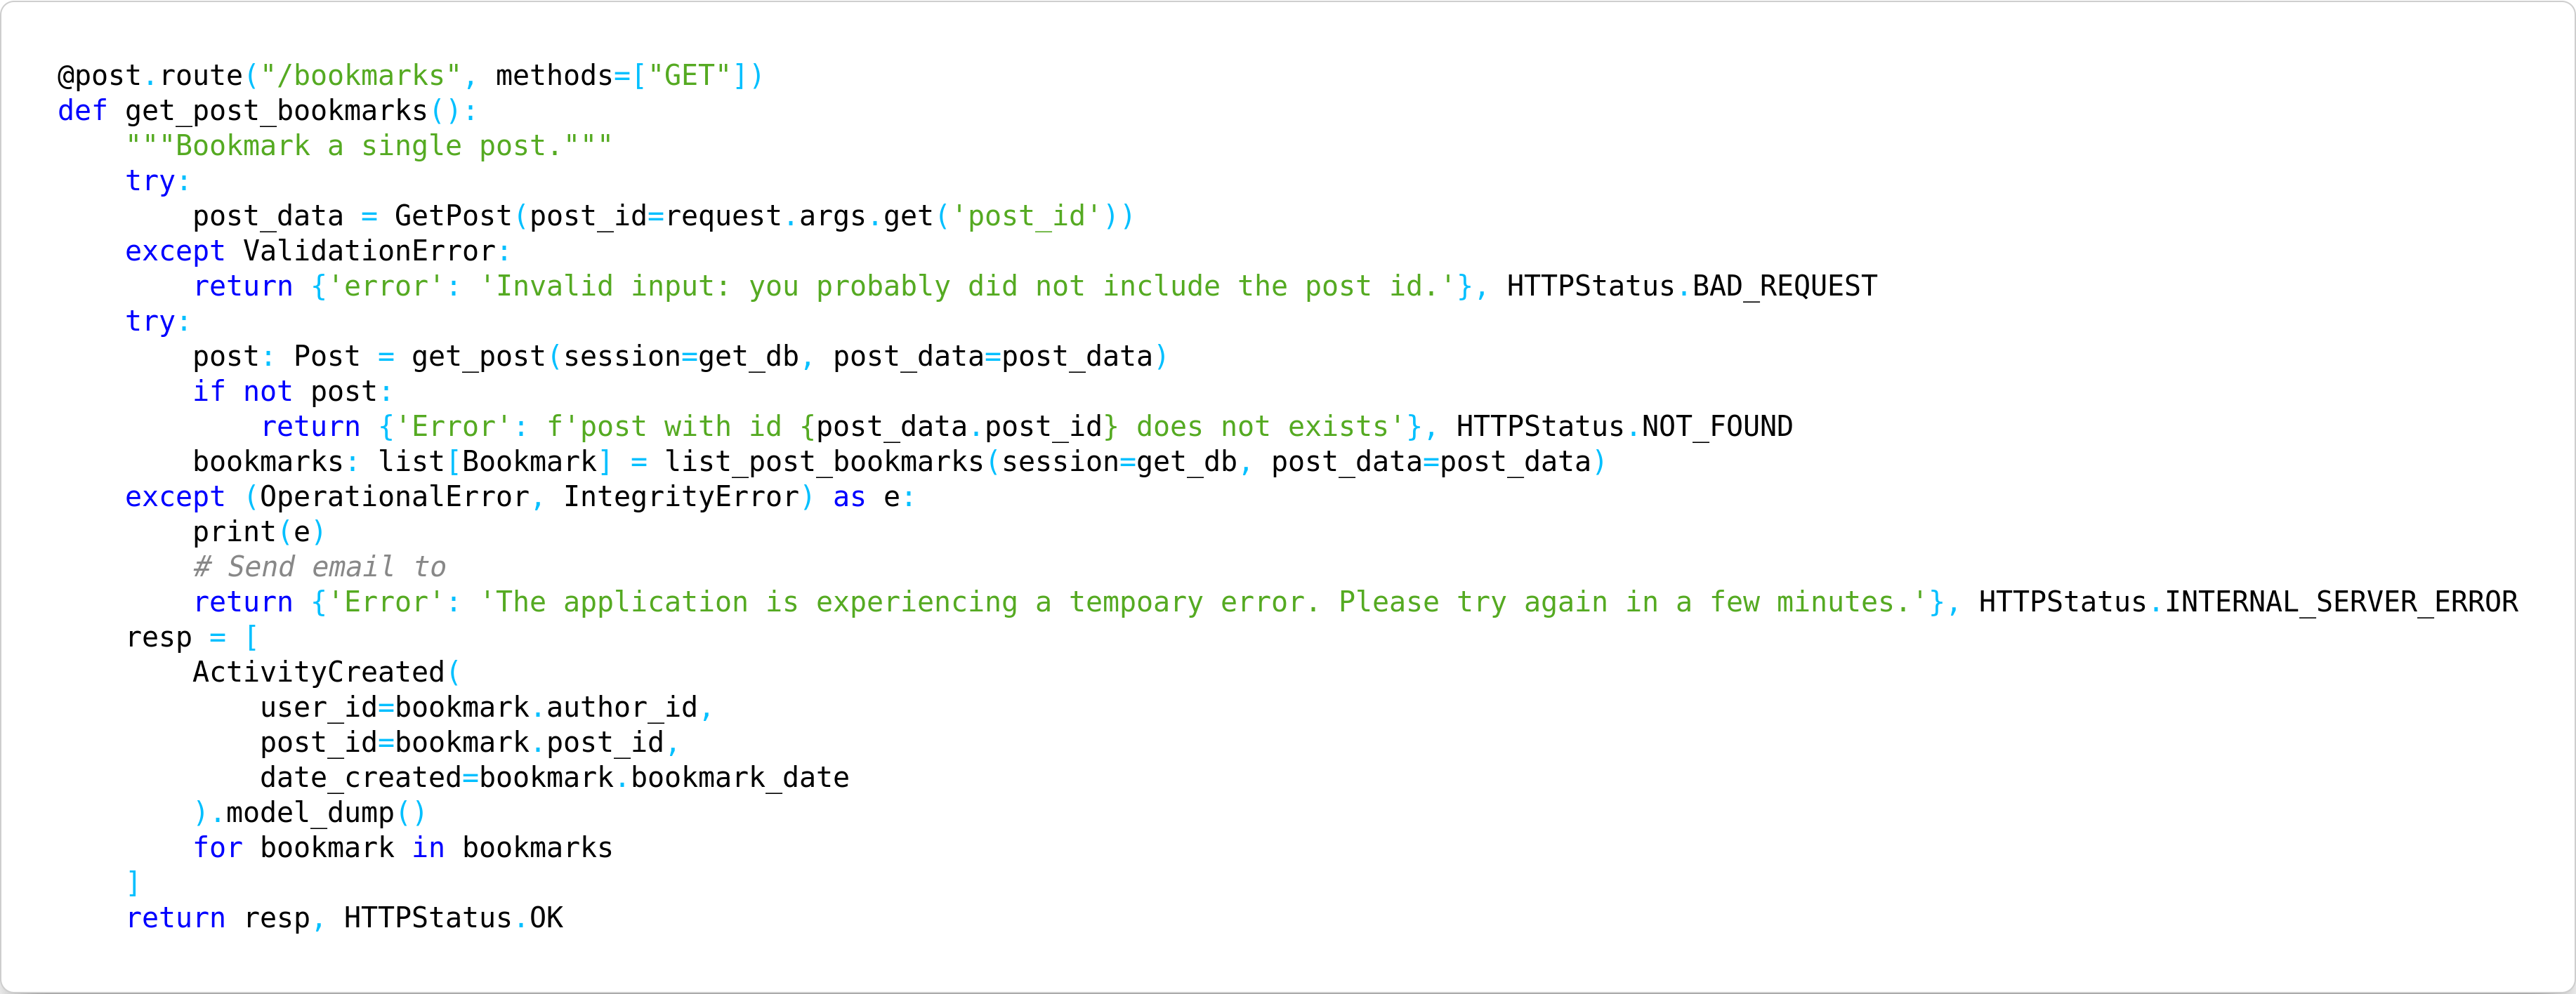 @post.route("/bookmarks", methods=["GET"])
def get_post_bookmarks():
    """Bookmark a single post."""
    try:
        post_data = GetPost(post_id=request.args.get('post_id'))
    except ValidationError:
        return {'error': 'Invalid input: you probably did not include the post id.'}, HTTPStatus.BAD_REQUEST
    try:
        post: Post = get_post(session=get_db, post_data=post_data)
        if not post:
            return {'Error': f'post with id {post_data.post_id} does not exists'}, HTTPStatus.NOT_FOUND
        bookmarks: list[Bookmark] = list_post_bookmarks(session=get_db, post_data=post_data)
    except (OperationalError, IntegrityError) as e:
        print(e)
        # Send email to
        return {'Error': 'The application is experiencing a tempoary error. Please try again in a few minutes.'}, HTTPStatus.INTERNAL_SERVER_ERROR
    resp = [
        ActivityCreated(
            user_id=bookmark.author_id,
            post_id=bookmark.post_id,
            date_created=bookmark.bookmark_date
        ).model_dump()
        for bookmark in bookmarks
    ]
    return resp, HTTPStatus.OK